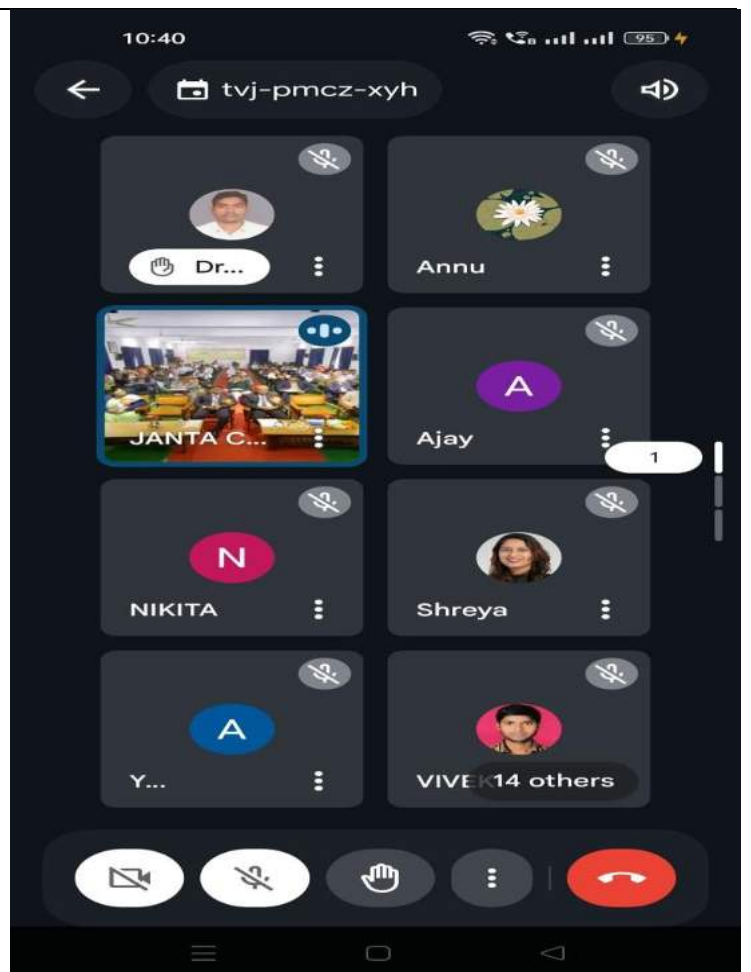 10:40
95
tvj-pmcz-xyh
Dr...
Annu
JANTA C...
A
Ajay
1
N
NIKITA
Shreya
A
Y...
VIVEK
14 others